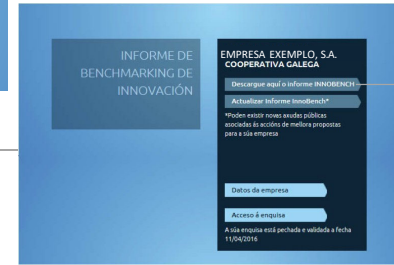 INFORME DE
BENCHMARKING DE
INNOVACIÓN
EMPRESA EXEMPLO, S.A.
COOPERATIVA GALEGA
Descargue aquí o informe INNOBENCH
Actualizar Informe InnoBench*
*Poden existir novas axudas públicas
asociadas ás accións de mellora propostas
para a súa empresa
Datos da empresa
Acceso á enquisa
A súa enquisa está pechada e validada a fecha
11/04/2016